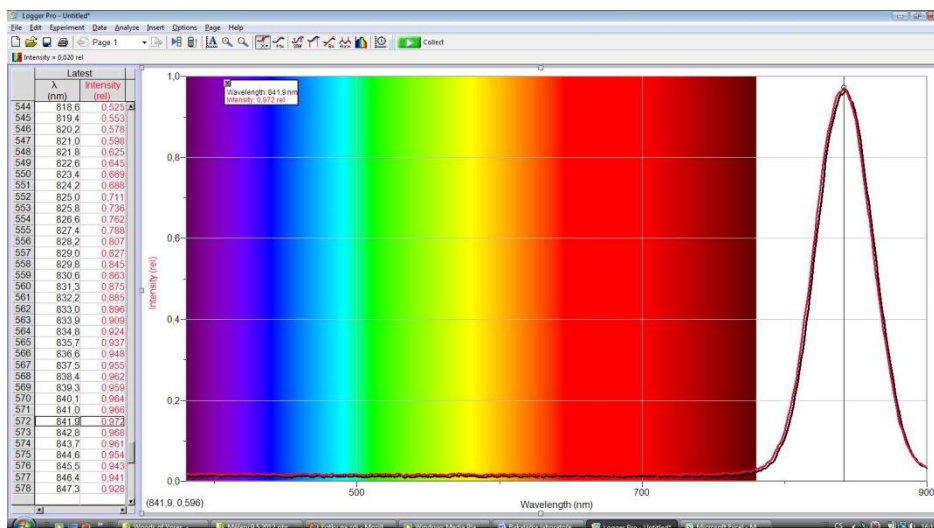 Logger Pro - Untitled*
File Edit Experiment Data Analyze Insert Options Page Help
Page 1
Collect
Intensity = 0,020 rel
Latest
λ Intensity
(nm) (rel)
544 818,6 0,525
545 819,4 0,553
546 820,2 0,578
547 821,0 0,598
548 821,8 0,625
549 822,6 0,645
550 823,4 0,669
551 824,2 0,688
552 825,0 0,711
553 825,8 0,736
554 826,6 0,762
555 827,4 0,788
556 828,2 0,807
557 829,0 0,827
558 829,8 0,845
559 830,6 0,863
560 831,3 0,875
561 832,2 0,885
562 833,0 0,896
563 833,9 0,909
564 834,8 0,924
565 835,7 0,937
566 836,6 0,948
567 837,5 0,955
568 838,4 0,962
569 839,3 0,959
570 840,1 0,964
571 841,0 0,966
572 841,9 0,972
573 842,8 0,968
574 843,7 0,961
575 844,6 0,954
576 845,5 0,943
577 846,4 0,941
578 847,3 0,928
Wavelength: 841,9 nm
Intensity: 0,972 rel
1,0
0,8
0,6
0,4
0,2
0,0
Intensity (rel)
500
700
900
(841,9, 0,596)
Wavelength (nm)
Windows Media Pla...
Logger Pro - Untitled*
Microsoft Excel - M...
CS